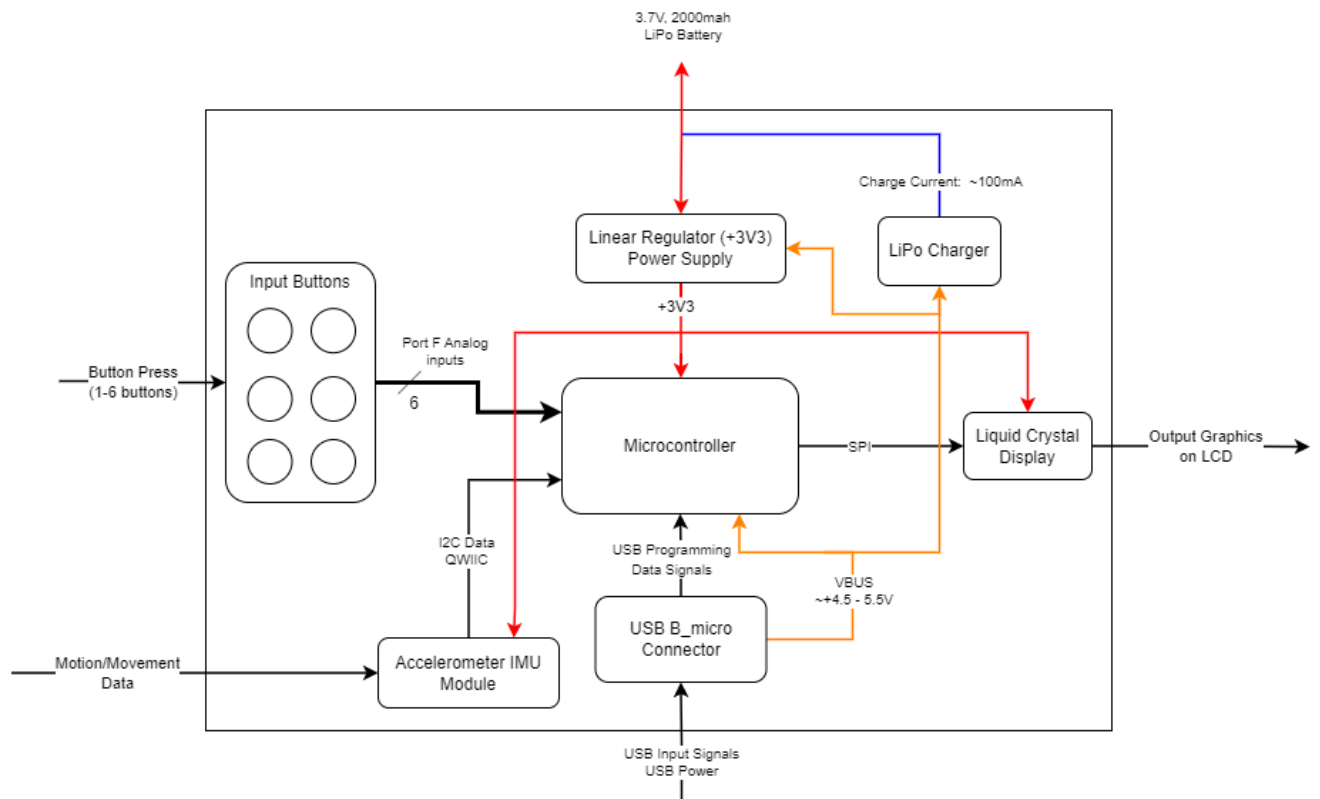 3.7V, 2000mah
LiPo Battery
Charge Current:  ~100mA
Linear Regulator (+3V3)
Power Supply
LiPo Charger
Input Buttons
+3V3
Port F Analog
inputs
6
Button Press
(1-6 buttons)
Microcontroller
SPI
Liquid Crystal
Display
Output Graphics
on LCD
I2C Data
QWIIC
USB Programming
Data Signals
VBUS
~+4.5 - 5.5V
USB B_micro
Connector
Accelerometer IMU
Module
Motion/Movement
Data
USB Input Signals
USB Power